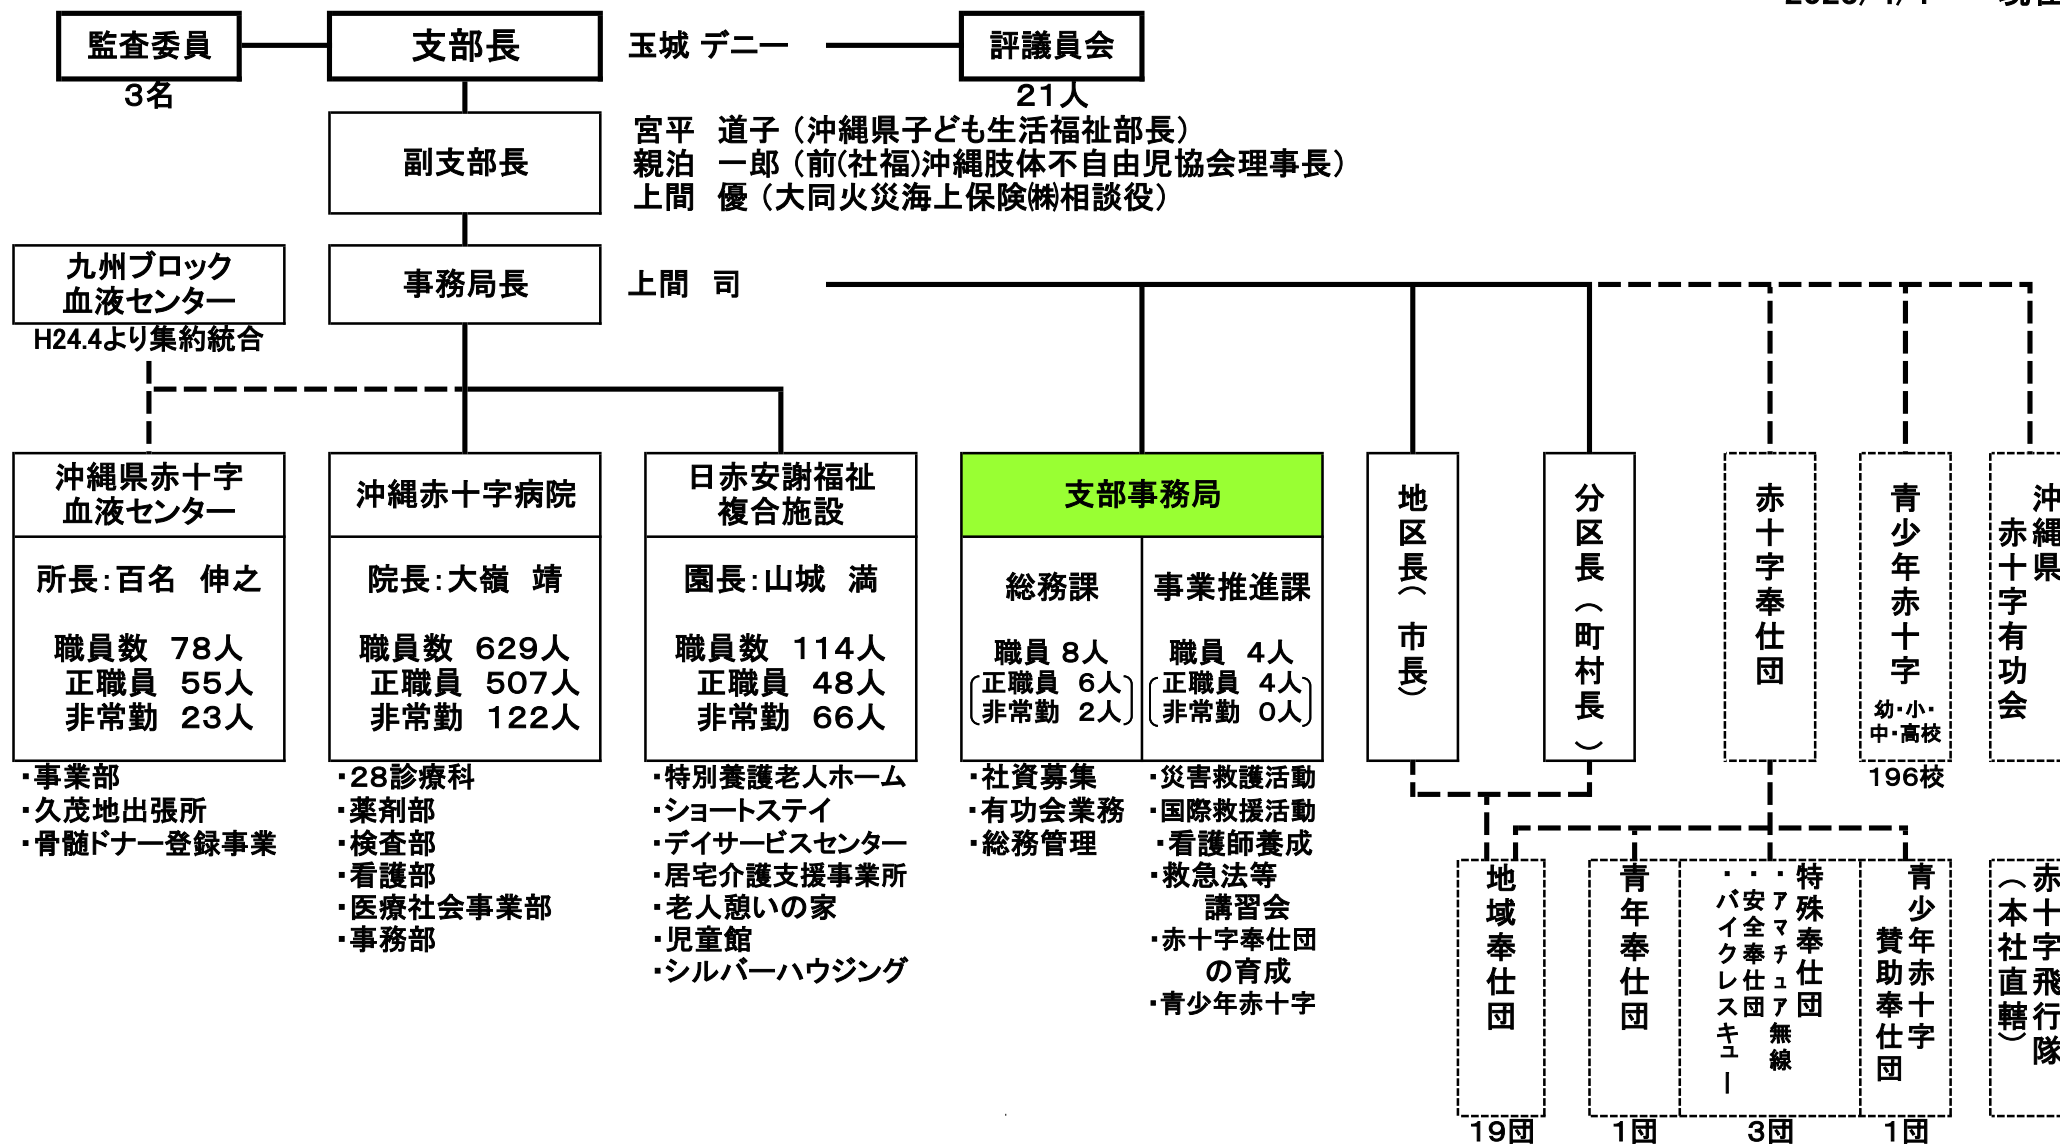 監査委員
3名
支部長
玉城 デニー
評議員会
21人
副支部長
宮平 道子（沖縄県子ども生活福祉部長）
親泊 一郎（前(社福)沖縄肢体不自由児協会理事長）
上間 優（大同火災海上保険㈱相談役）
九州ブロック
血液センター
H24.4より集約統合
事務局長
上間 司
沖縄県赤十字
血液センター
所長：百名 伸之
職員数 78人
正職員 55人
非常勤 23人
・事業部
・久茂地出張所
・骨髄ドナー登録事業
沖縄赤十字病院
院長：大嶺 靖
職員数 629人
正職員 507人
非常勤 122人
・28診療科
・薬剤部
・検査部
・看護部
・医療社会事業部
・事務部
日赤安謝福祉
複合施設
園長：山城 満
職員数 114人
正職員 48人
非常勤 66人
・特別養護老人ホーム
・ショートステイ
・デイサービスセンター
・居宅介護支援事業所
・老人憩いの家
・児童館
・シルバーハウジング
支部事務局
総務課
職員 8人
正職員 6人
非常勤 2人
・社資募集
・有功会業務
・総務管理
事業推進課
職員 4人
正職員 4人
非常勤 0人
・災害救護活動
・国際救援活動
・看護師養成
・救急法等
講習会
・赤十字奉仕団
の育成
・青少年赤十字
地区長（市長）
分区長（町村長）
赤十字奉仕団
青少年赤十字
幼・小・
中・高校
196校
沖縄県
赤十字有功会
地域奉仕団
19団
青年奉仕団
1団
特殊奉仕団
・アマチュア無線
・安全奉仕団
・バイクレスキュー
3団
青少年赤十字
賛助奉仕団
1団
赤十字飛行隊
（本社直轄）